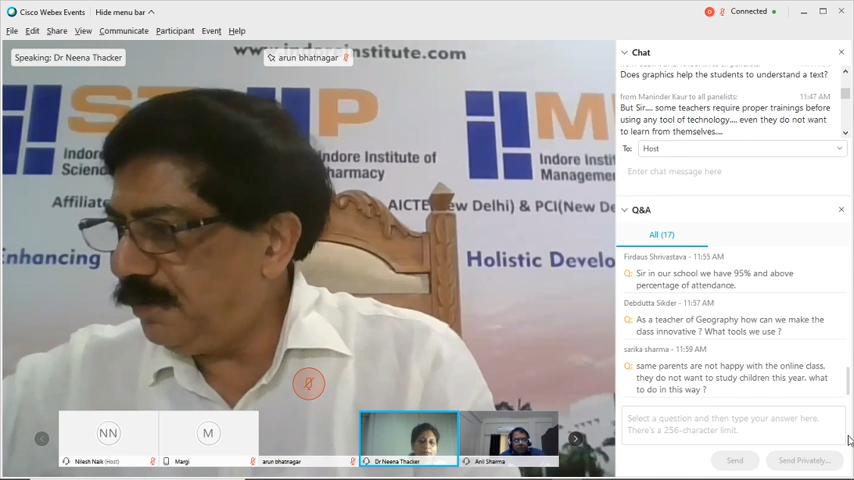 Cisco Webex Events
Hide menu bar
Connected
File Edit Share View Communicate Participant Event Help
Speaking: Dr Neena Thacker
arun bhatnagar
Indore Institute of
Pharmacy
Affiliate
AICTE(New Delhi) & PCI(New De
Enhancing
Holistic Develo
NN
Nilesh Naik (Host)
M
Margi
arun bhatnagar
Dr Neena Thacker
Anil Sharma
Chat
Does graphics help the students to understand a text?
from Maninder Kaur to all panelists: 11:47 AM
But Sir.... some teachers require proper trainings before
using any tool of technology.... even they do not want
to learn from themselves....
To: Host
Enter chat message here
Q&A
All (17)
Firdaus Shrivastava - 11:55 AM
Q: Sir in our school we have 95% and above
percentage of attendance.
Debdutta Sikder - 11:57 AM
Q: As a teacher of Geography how can we make the
class innovative ? What tools we use ?
sarika sharma - 11:59 AM
Q: same parents are not happy with the online class,
they do not want to study children this year. what
to do in this way ?
Select a question and then type your answer here.
There's a 256-character limit.
Send
Send Privately...